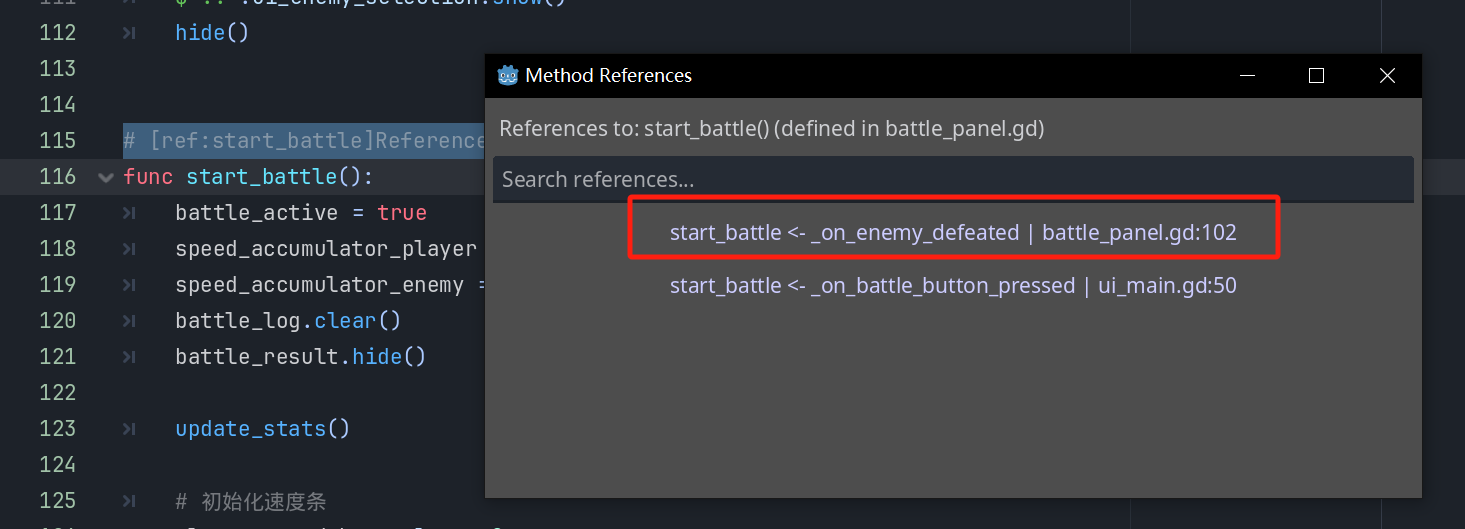 111 .ui_enemy_selection.show()
112 hide()
113
114
115 # [ref:start_battle]Reference
116 func start_battle():
117 battle_active = true
118 speed_accumulator_player
119 speed_accumulator_enemy =
120 battle_log.clear()
121 battle_result.hide()
122
123 update_stats()
124
125 # 初始化速度条
Method References
References to: start_battle() (defined in battle_panel.gd)
Search references...
start_battle <- _on_enemy_defeated | battle_panel.gd:102
start_battle <- _on_battle_button_pressed | ui_main.gd:50